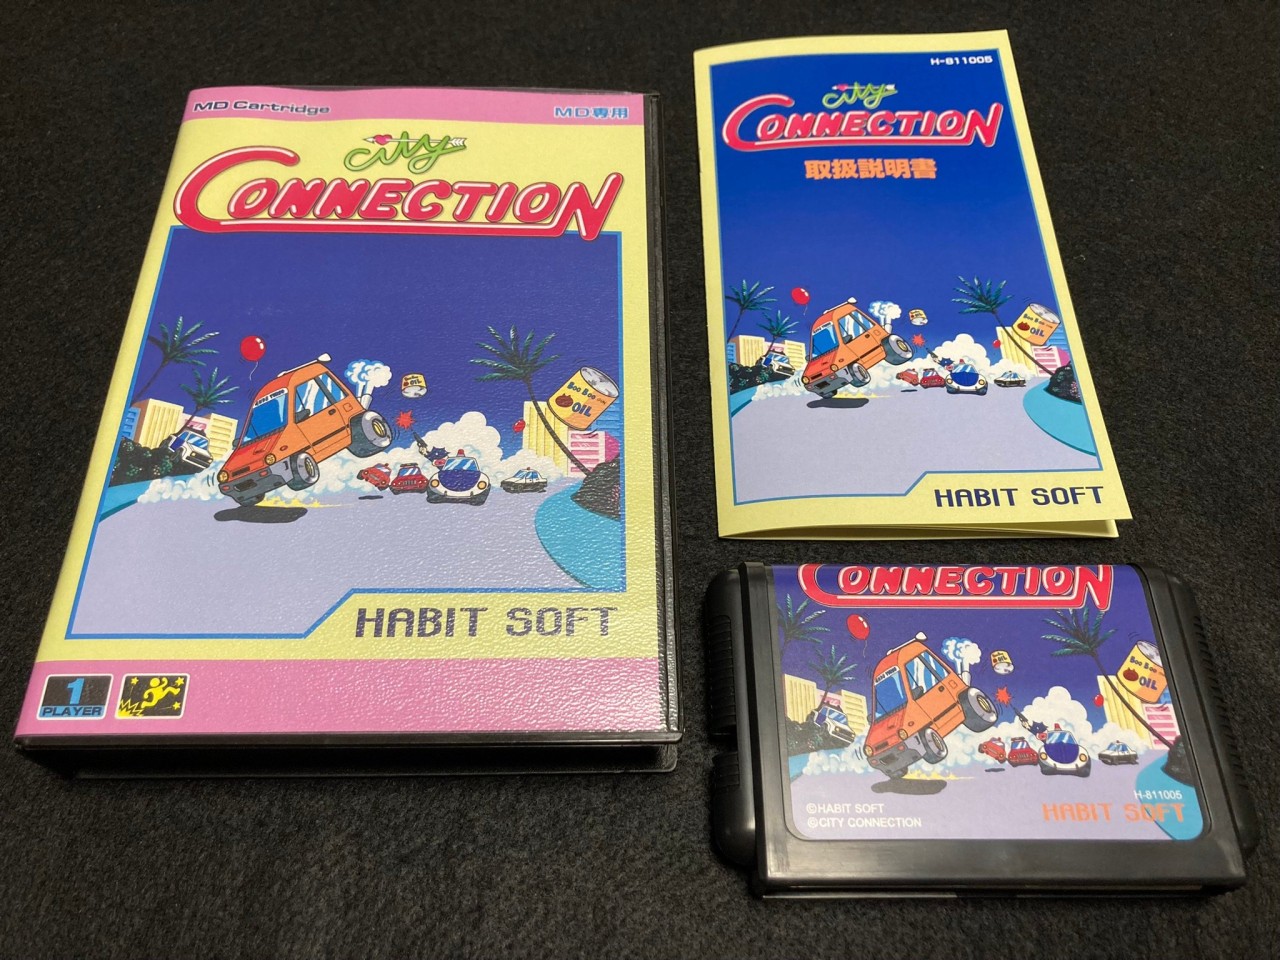 MD Cartridge
MD専用
city
CONNECTION
Boo Boo
OIL
OIL
HABIT SOFT
1
PLAYER
H-811005
city
CONNECTION
取扱説明書
Boo Boo
OIL
HABIT SOFT
CONNECTION
Boo Boo
OIL
H-811005
©HABIT SOFT
©CITY CONNECTION
HABIT SOFT